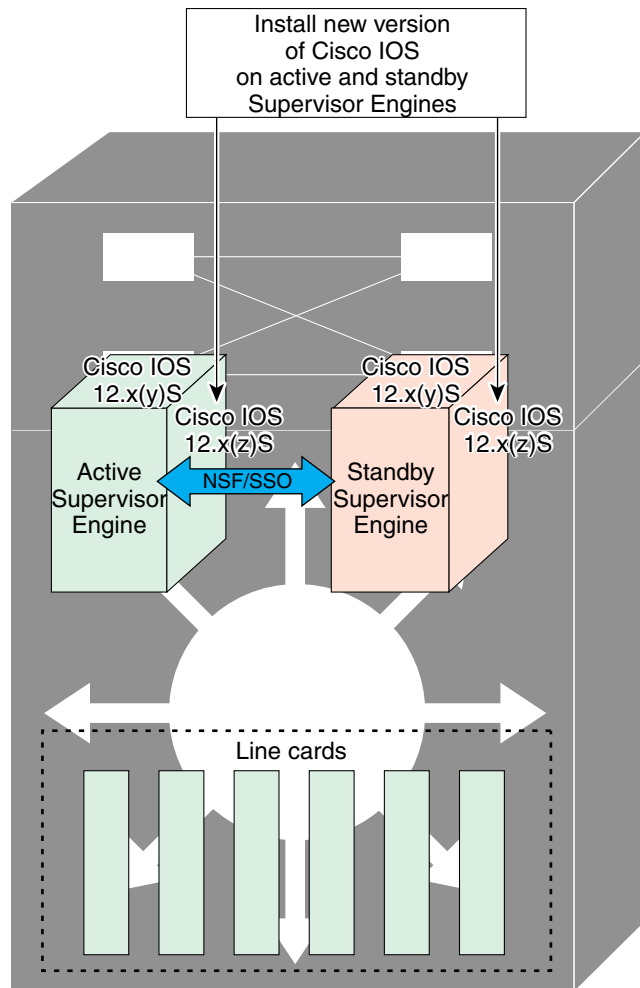 Install new version
of Cisco IOS
on active and standby
Supervisor Engines
Cisco IOS
12.x(y)S
Cisco IOS
12.x(z)S
Active
Supervisor
Engine
NSF/SSO
Cisco IOS
12.x(y)S
Cisco IOS
12.x(z)S
Standby
Supervisor
Engine
Line cards